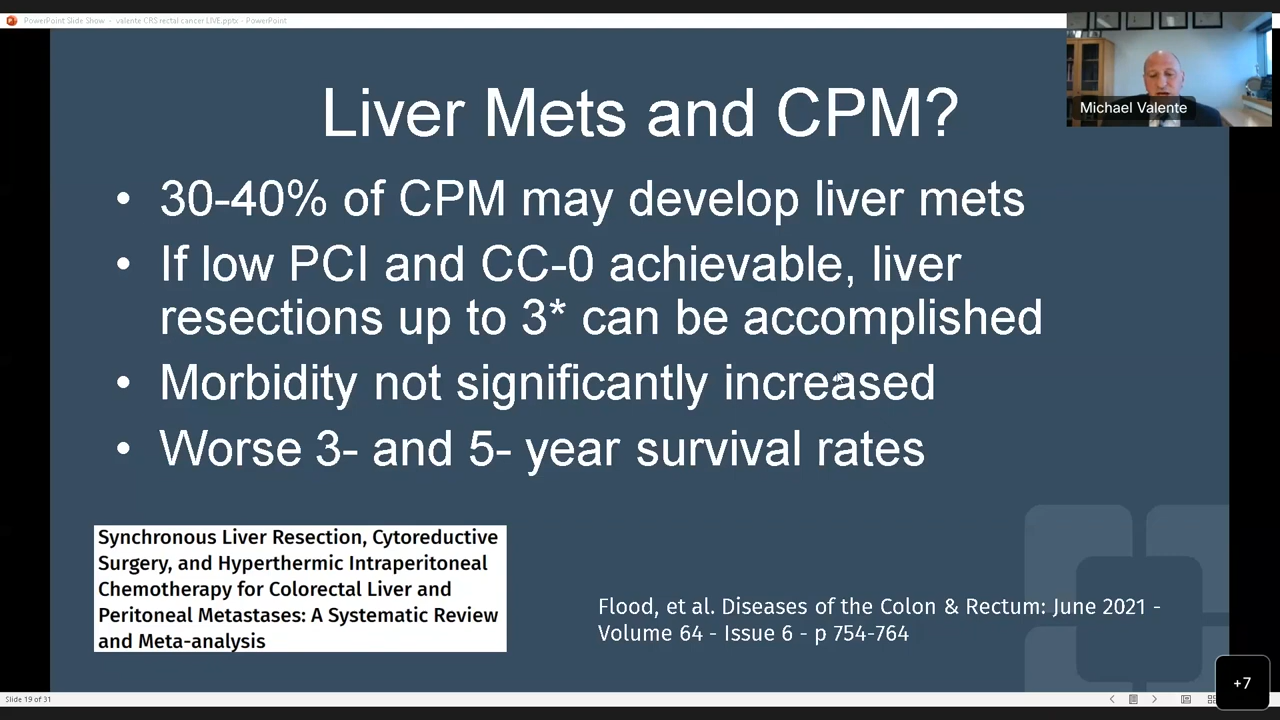 PowerPoint Slide Show - valente CRS rectal cancer LIVE.pptx - PowerPoint
Michael Valente
Liver Mets and CPM?
• 30-40% of CPM may develop liver mets
• If low PCI and CC-0 achievable, liver
resections up to 3* can be accomplished
• Morbidity not significantly increased
• Worse 3- and 5- year survival rates
Synchronous Liver Resection, Cytoreductive
Surgery, and Hyperthermic Intraperitoneal
Chemotherapy for Colorectal Liver and
Peritoneal Metastases: A Systematic Review
and Meta-analysis
Flood, et al. Diseases of the Colon & Rectum: June 2021 -
Volume 64 - Issue 6 - p 754-764
+7
Slide 19 of 31